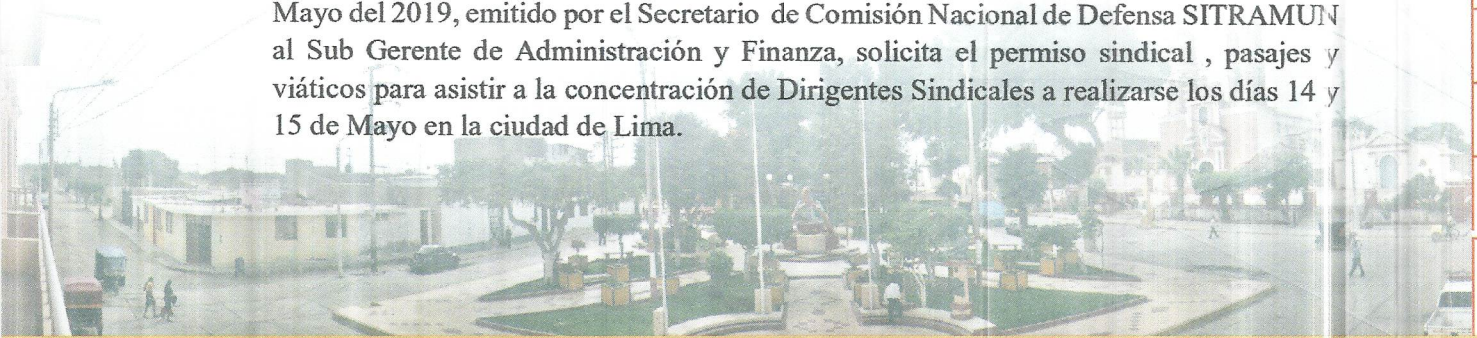 Mayo del 2019, emitido por el Secretario de Comisión Nacional de Defensa SITRAMUN
al Sub Gerente de Administración y Finanza, solicita el permiso sindical , pasajes y
viáticos para asistir a la concentración de Dirigentes Sindicales a realizarse los días 14 y
15 de Mayo en la ciudad de Lima.